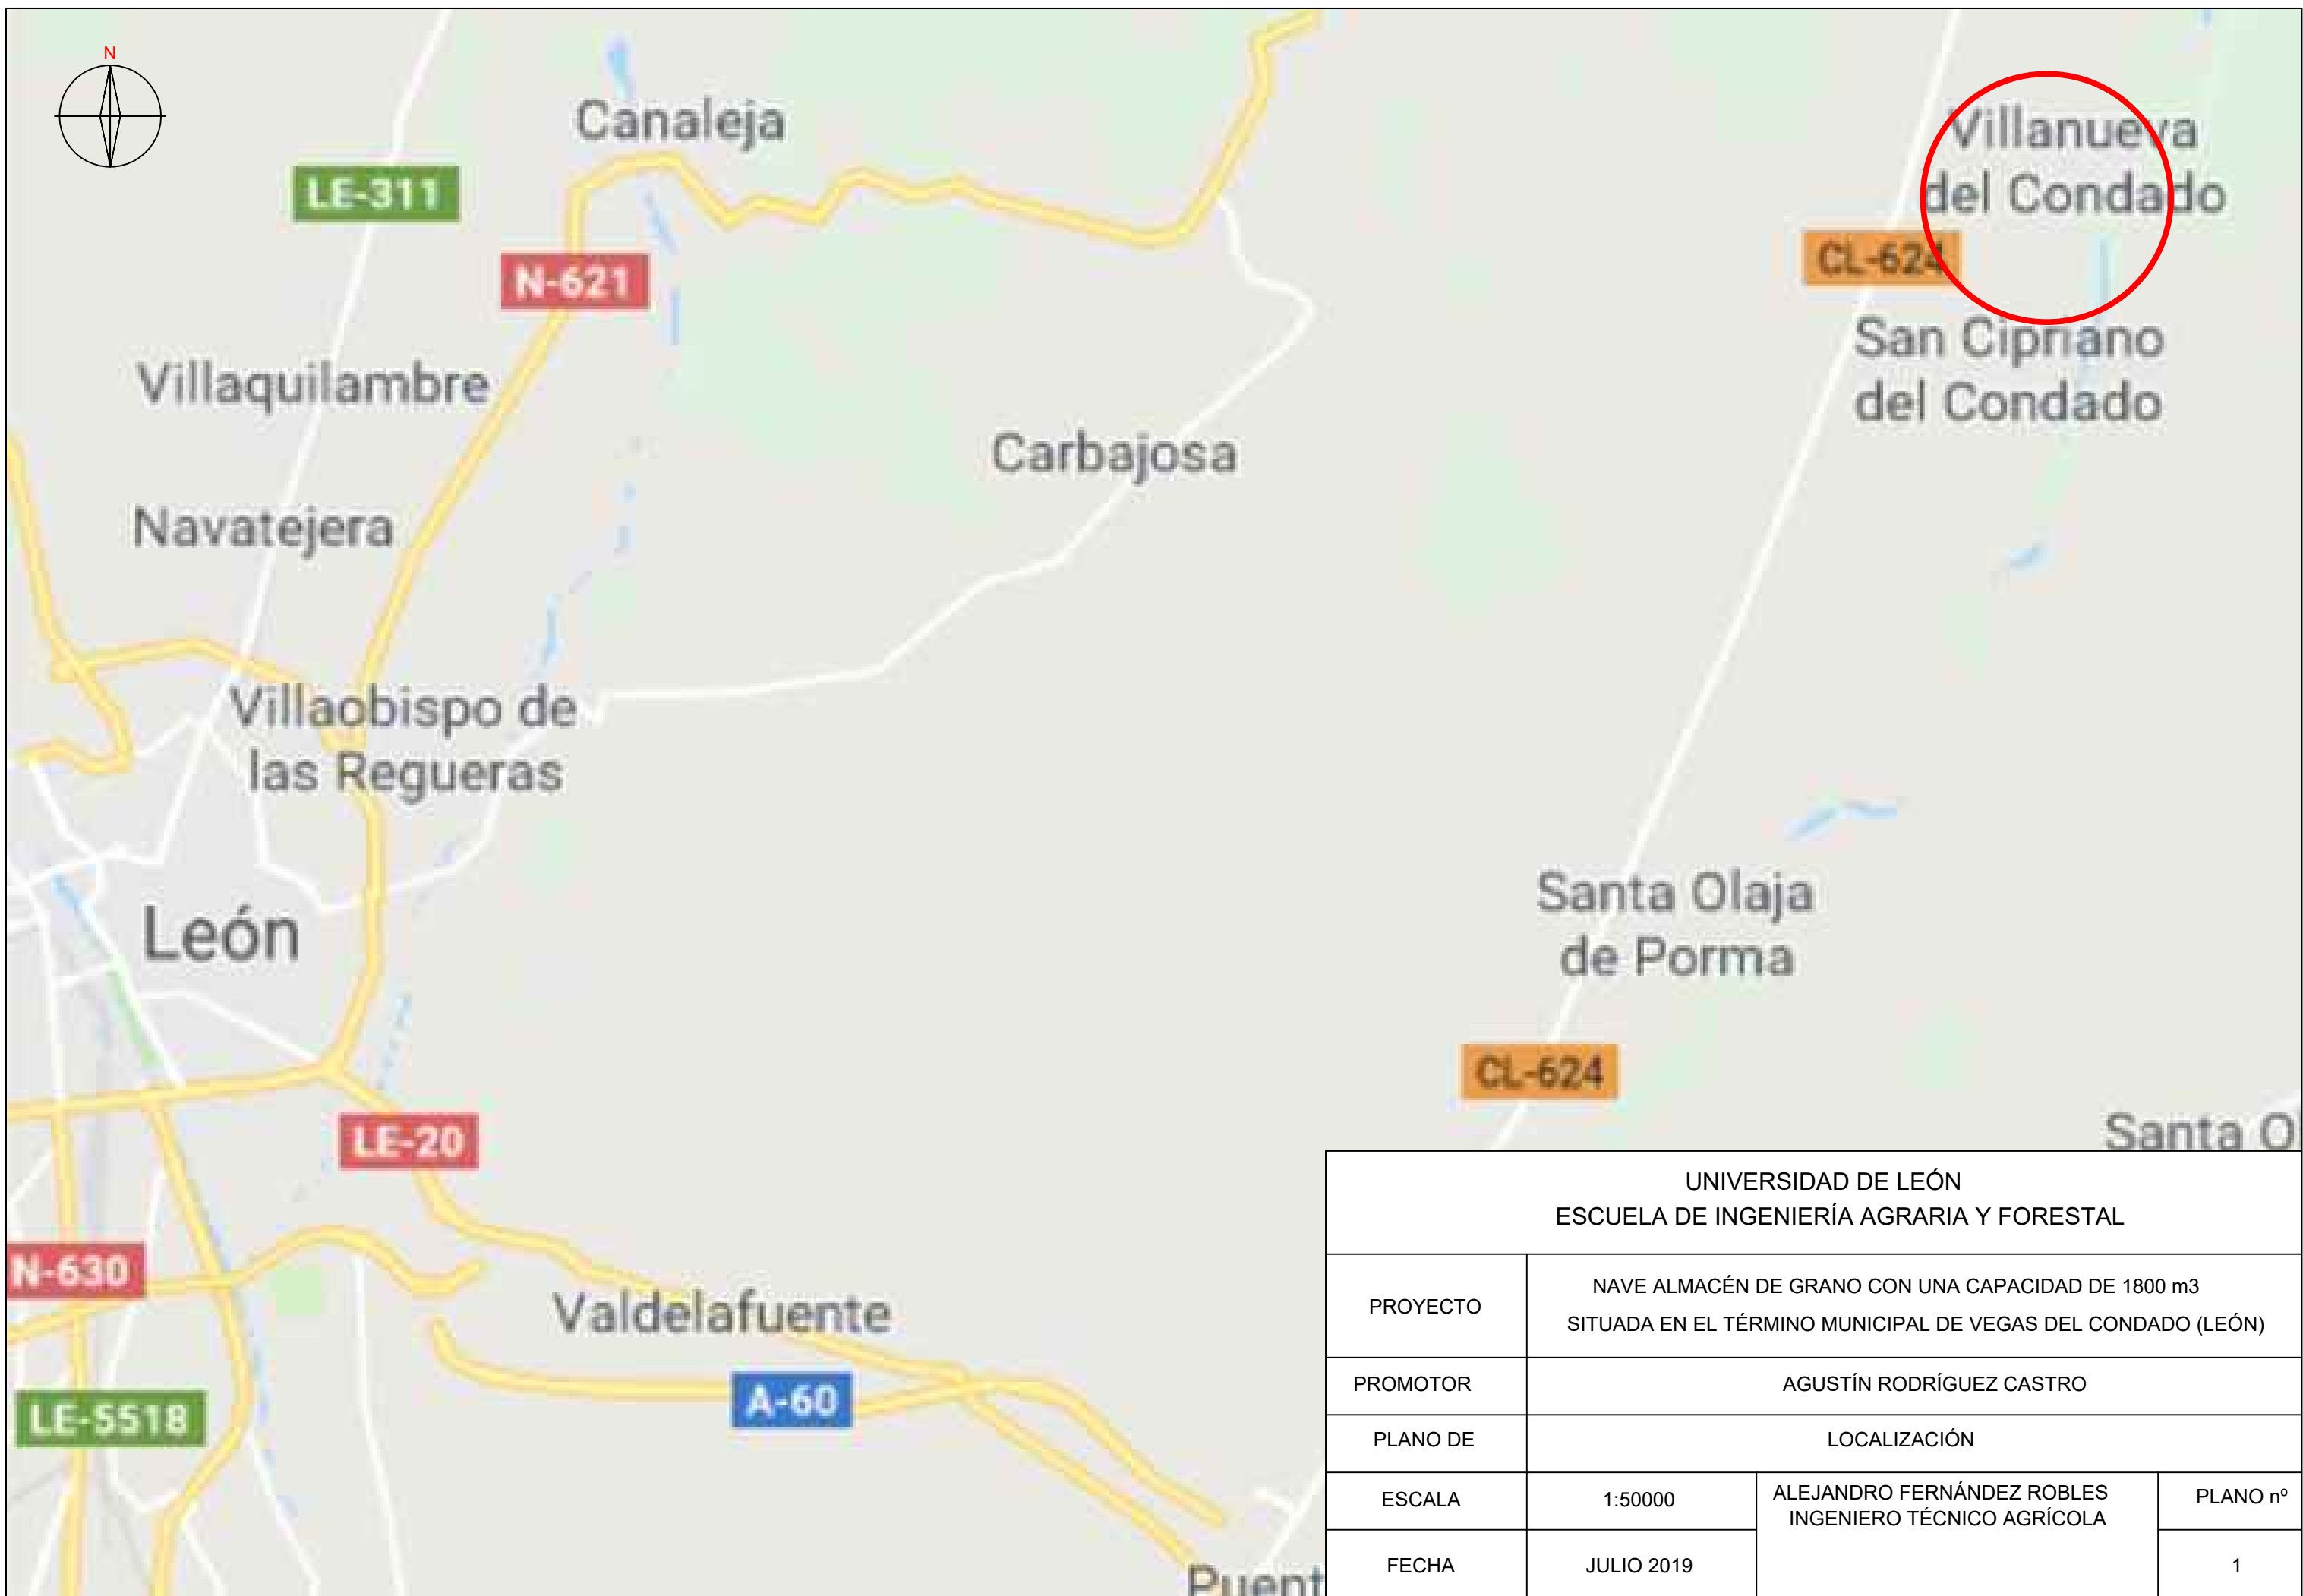 N
Canaleja
Villanueva
del Condado
LE-311
CL-624
N-621
San Cipriano
del Condado
Villaquilambre
Carbajosa
Navatejera
Villaobispo de
las Regueras
Santa Olaja
de Porma
León
CL-624
Santa O
LE-20
N-630
Valdelafuente
A-60
LE-5518
Puent
UNIVERSIDAD DE LEÓN
ESCUELA DE INGENIERÍA AGRARIA Y FORESTAL
PROYECTO
NAVE ALMACÉN DE GRANO CON UNA CAPACIDAD DE 1800 m3
SITUADA EN EL TÉRMINO MUNICIPAL DE VEGAS DEL CONDADO (LEÓN)
PROMOTOR
AGUSTÍN RODRÍGUEZ CASTRO
PLANO DE
LOCALIZACIÓN
ESCALA
1:50000
ALEJANDRO FERNÁNDEZ ROBLES
INGENIERO TÉCNICO AGRÍCOLA
PLANO nº
FECHA
JULIO 2019
1